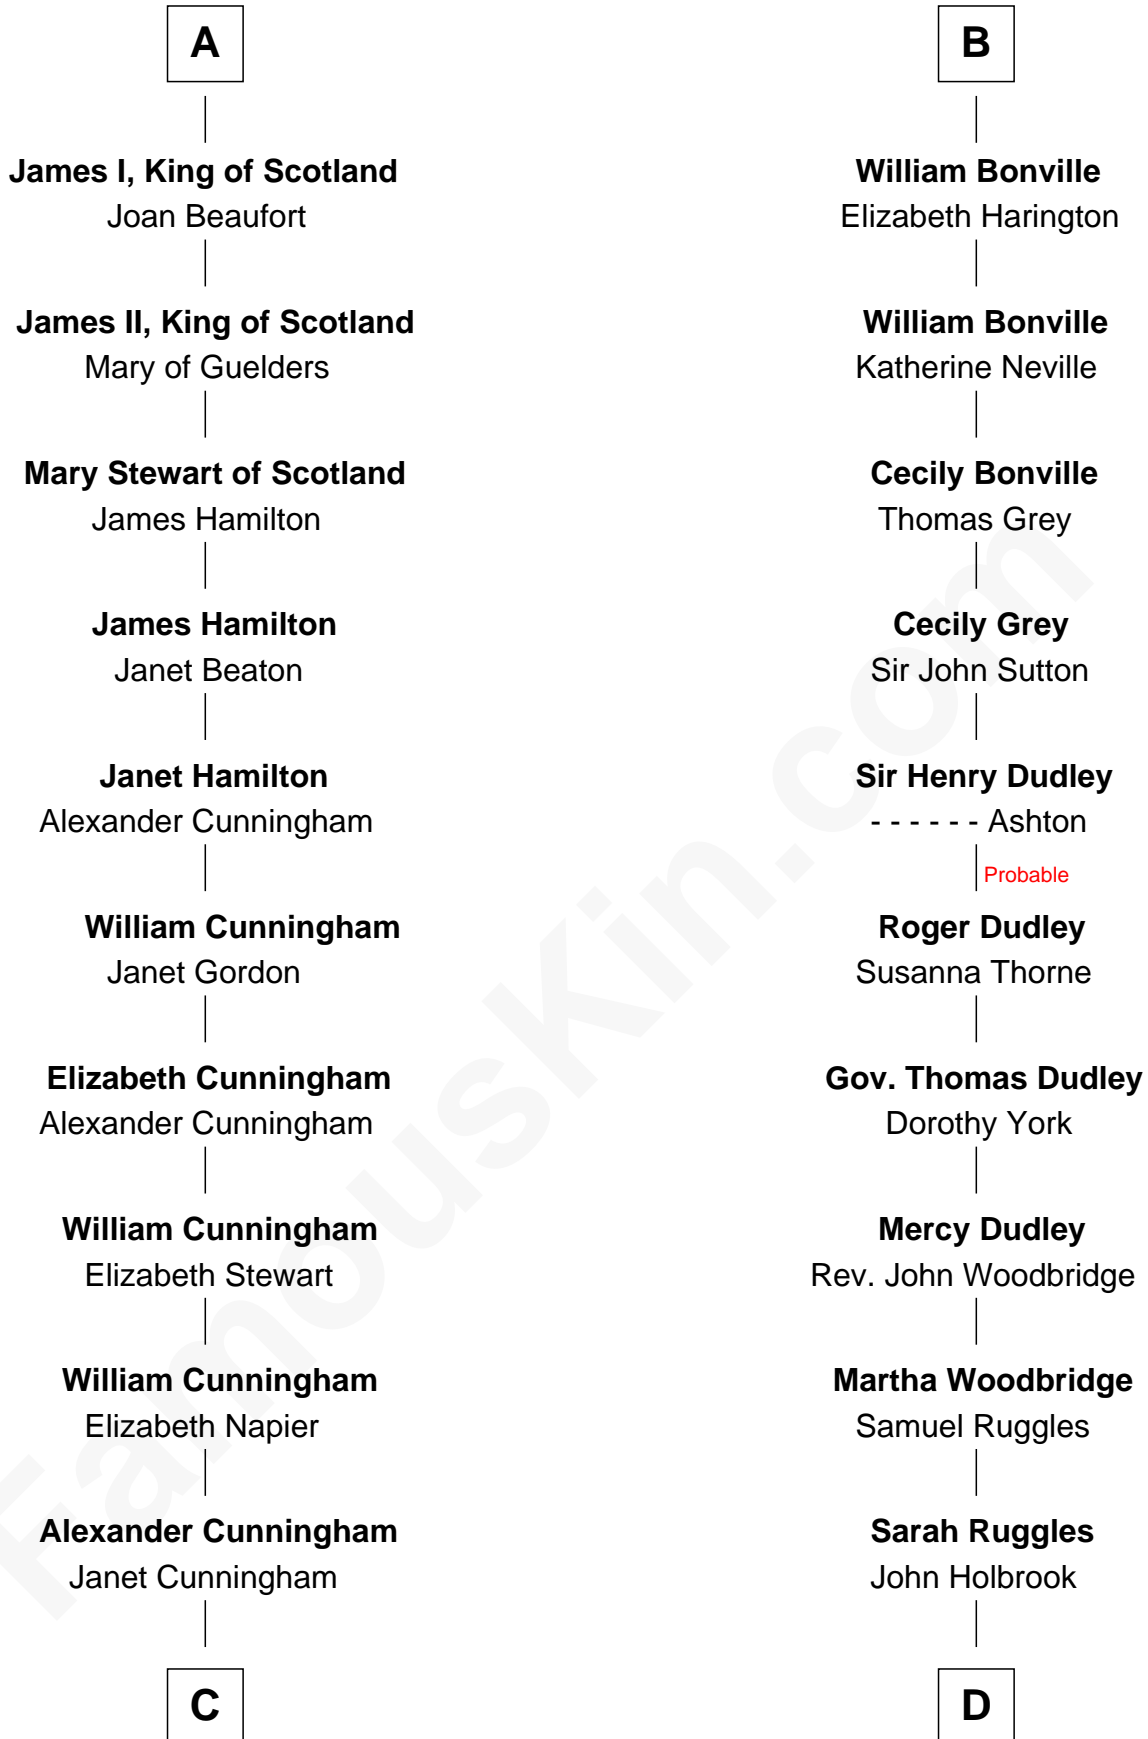 A
James I, King of Scotland
Joan Beaufort
James II, King of Scotland
Mary of Guelders
Mary Stewart of Scotland
James Hamilton
James Hamilton
Janet Beaton
Janet Hamilton
Alexander Cunningham
William Cunningham
Janet Gordon
Elizabeth Cunningham
Alexander Cunningham
William Cunningham
Elizabeth Stewart
William Cunningham
Elizabeth Napier
Alexander Cunningham
Janet Cunningham
C
B
William Bonville
Elizabeth Harington
William Bonville
Katherine Neville
Cecily Bonville
Thomas Grey
Cecily Grey
Sir John Sutton
Sir Henry Dudley
- - - - - - Ashton
Probable
Roger Dudley
Susanna Thorne
Gov. Thomas Dudley
Dorothy York
Mercy Dudley
Rev. John Woodbridge
Martha Woodbridge
Samuel Ruggles
Sarah Ruggles
John Holbrook
D
FamousKin.com